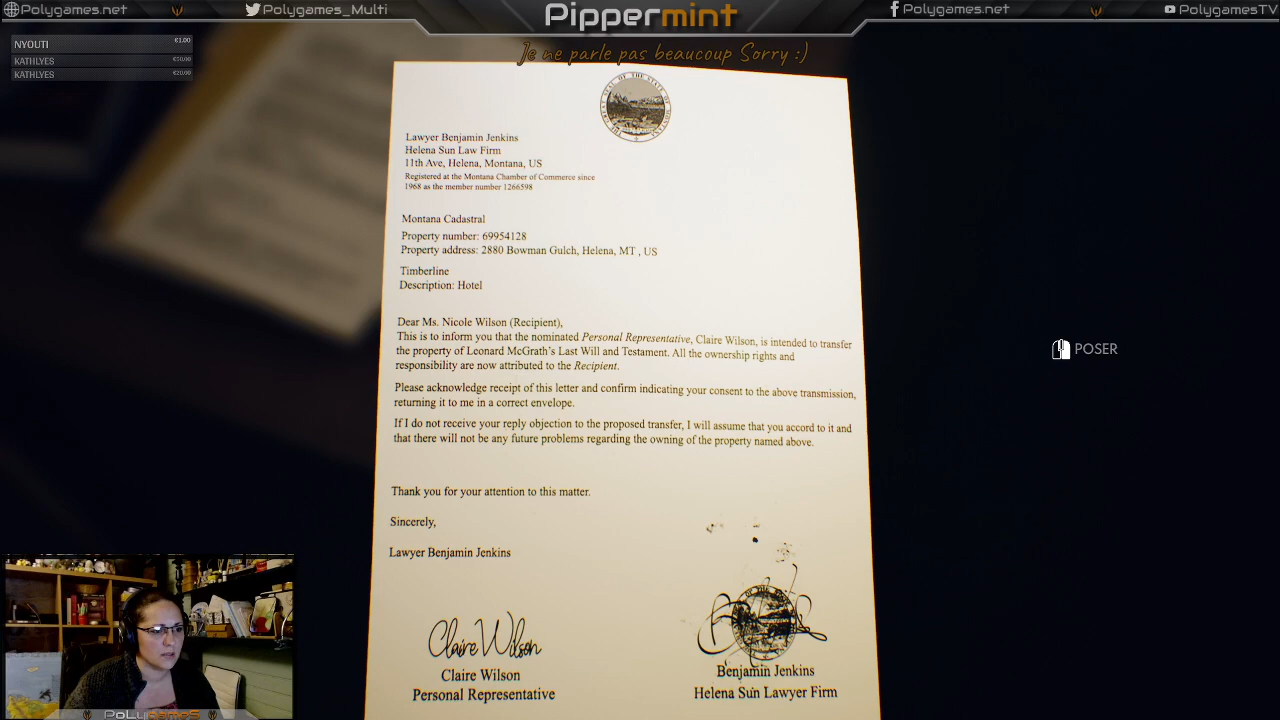 Polygames.net
Polygames_Multi
Pippermint
Polygames.net
PolygamesTV
Je ne parle pas beaucoup Sorry :)
NYOUTI €1.00
KATHLYES
KATHLYES €20.00
Lawyer Benjamin Jenkins
Helena Sun Law Firm
11th Ave, Helena, Montana, US
Registered at the Montana Chamber of Commerce since
1968 as the member number 1266598
Montana Cadastral
Property number: 69954128
Property address: 2880 Bowman Gulch, Helena, MT , US
Timberline
Description: Hotel
Dear Ms. Nicole Wilson (Recipient),
This is to inform you that the nominated Personal Representative, Claire Wilson, is intended to transfer
the property of Leonard McGrath's Last Will and Testament. All the ownership rights and
responsibility are now attributed to the Recipient.
Please acknowledge receipt of this letter and confirm indicating your consent to the above transmission,
returning it to me in a correct envelope.
If I do not receive your reply objection to the proposed transfer, I will assume that you accord to it and
that there will not be any future problems regarding the owning of the property named above.
Thank you for your attention to this matter.
Sincerely,
Lawyer Benjamin Jenkins
Claire Wilson
Claire Wilson
Personal Representative
Benjamin Jenkins
Helena Sun Lawyer Firm
POSER
PoLygameS